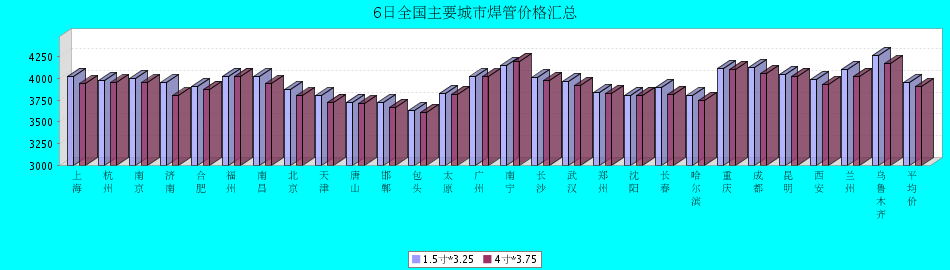 6日全国主要城市焊管价格汇总
4250
4000
3750
3500
3250
3000
上海 杭州 南京 济南 合肥 福州 南昌 北京 天津 唐山 邯郸 包头 太原 广州 南宁 长沙 武汉 郑州 沈阳 长春 哈尔滨 重庆 成都 昆明 西安 兰州 乌鲁木齐 平均价
1.5寸*3.25 4寸*3.75